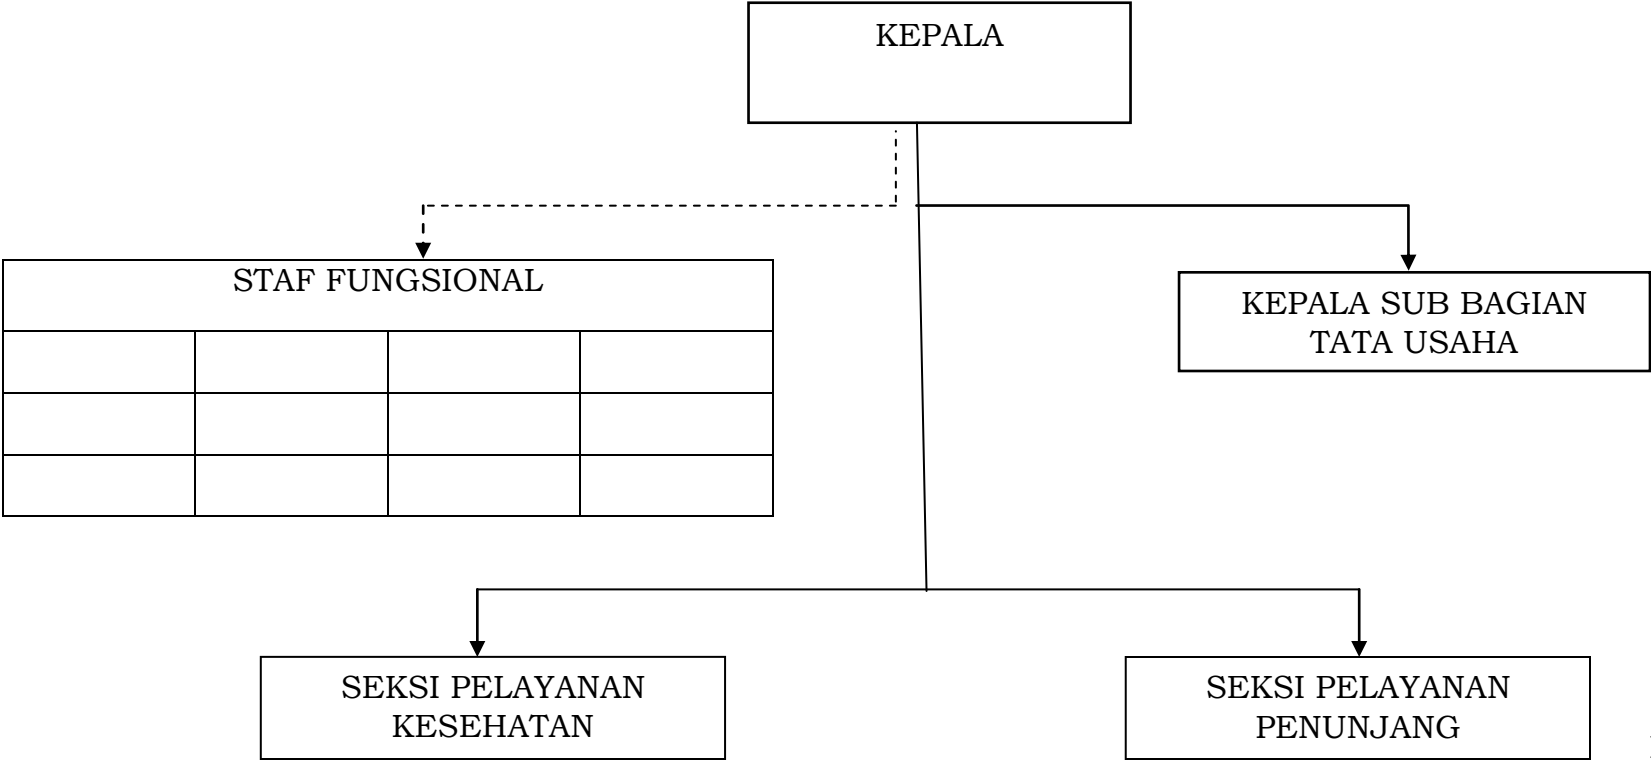 KEPALA
STAF FUNGSIONAL
KEPALA SUB BAGIAN
TATA USAHA
SEKSI PELAYANAN
KESEHATAN
SEKSI PELAYANAN
PENUNJANG